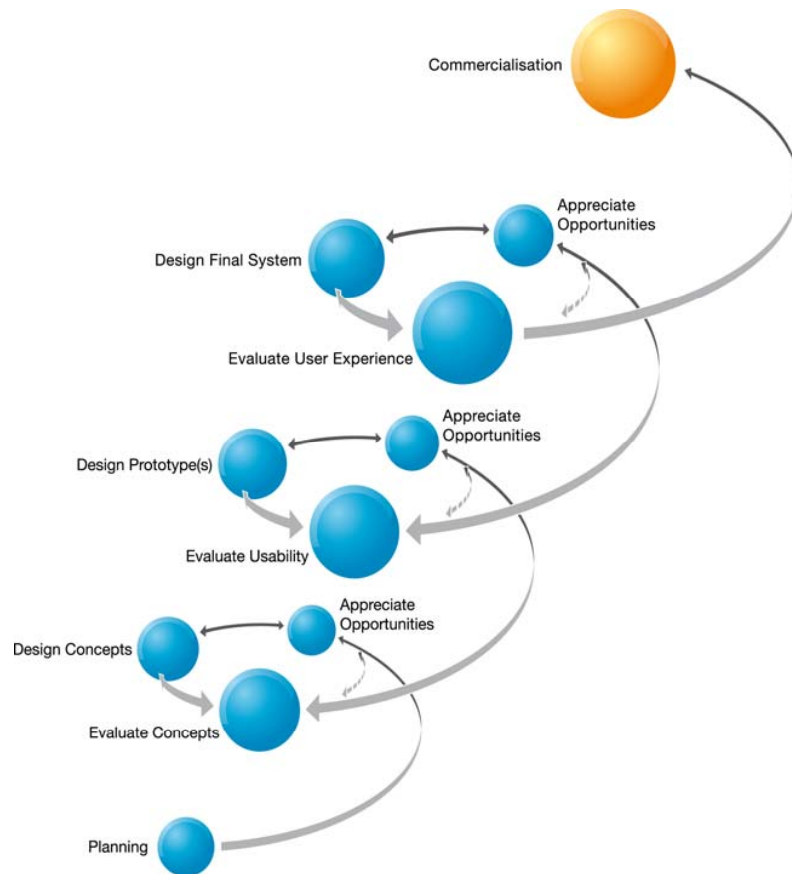 Commercialisation
Appreciate
Opportunities
Design Final System
Evaluate User Experience
Appreciate
Opportunities
Design Prototype(s)
Evaluate Usability
Appreciate
Opportunities
Design Concepts
Evaluate Concepts
Planning